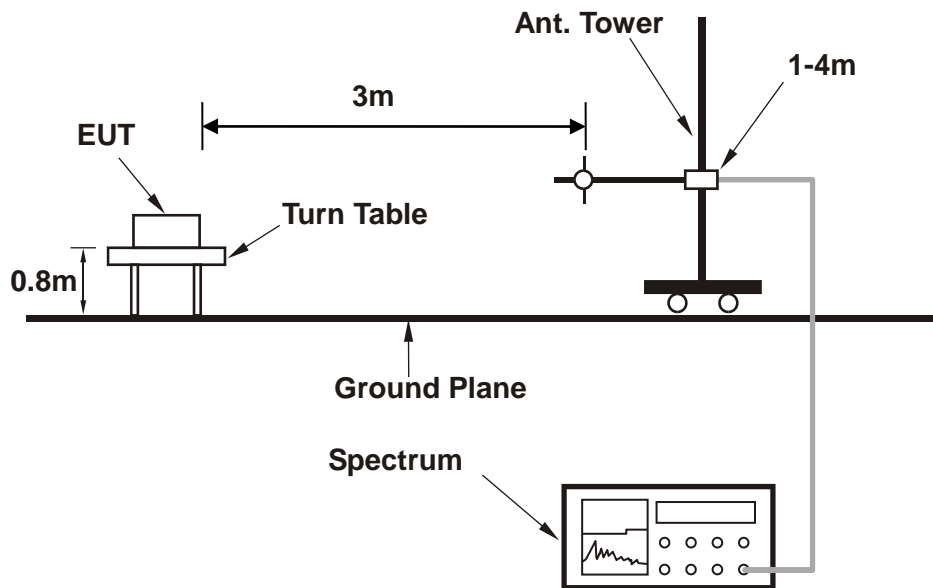 Ant. Tower
1-4m
3m
EUT
Turn Table
0.8m
Ground Plane
Spectrum